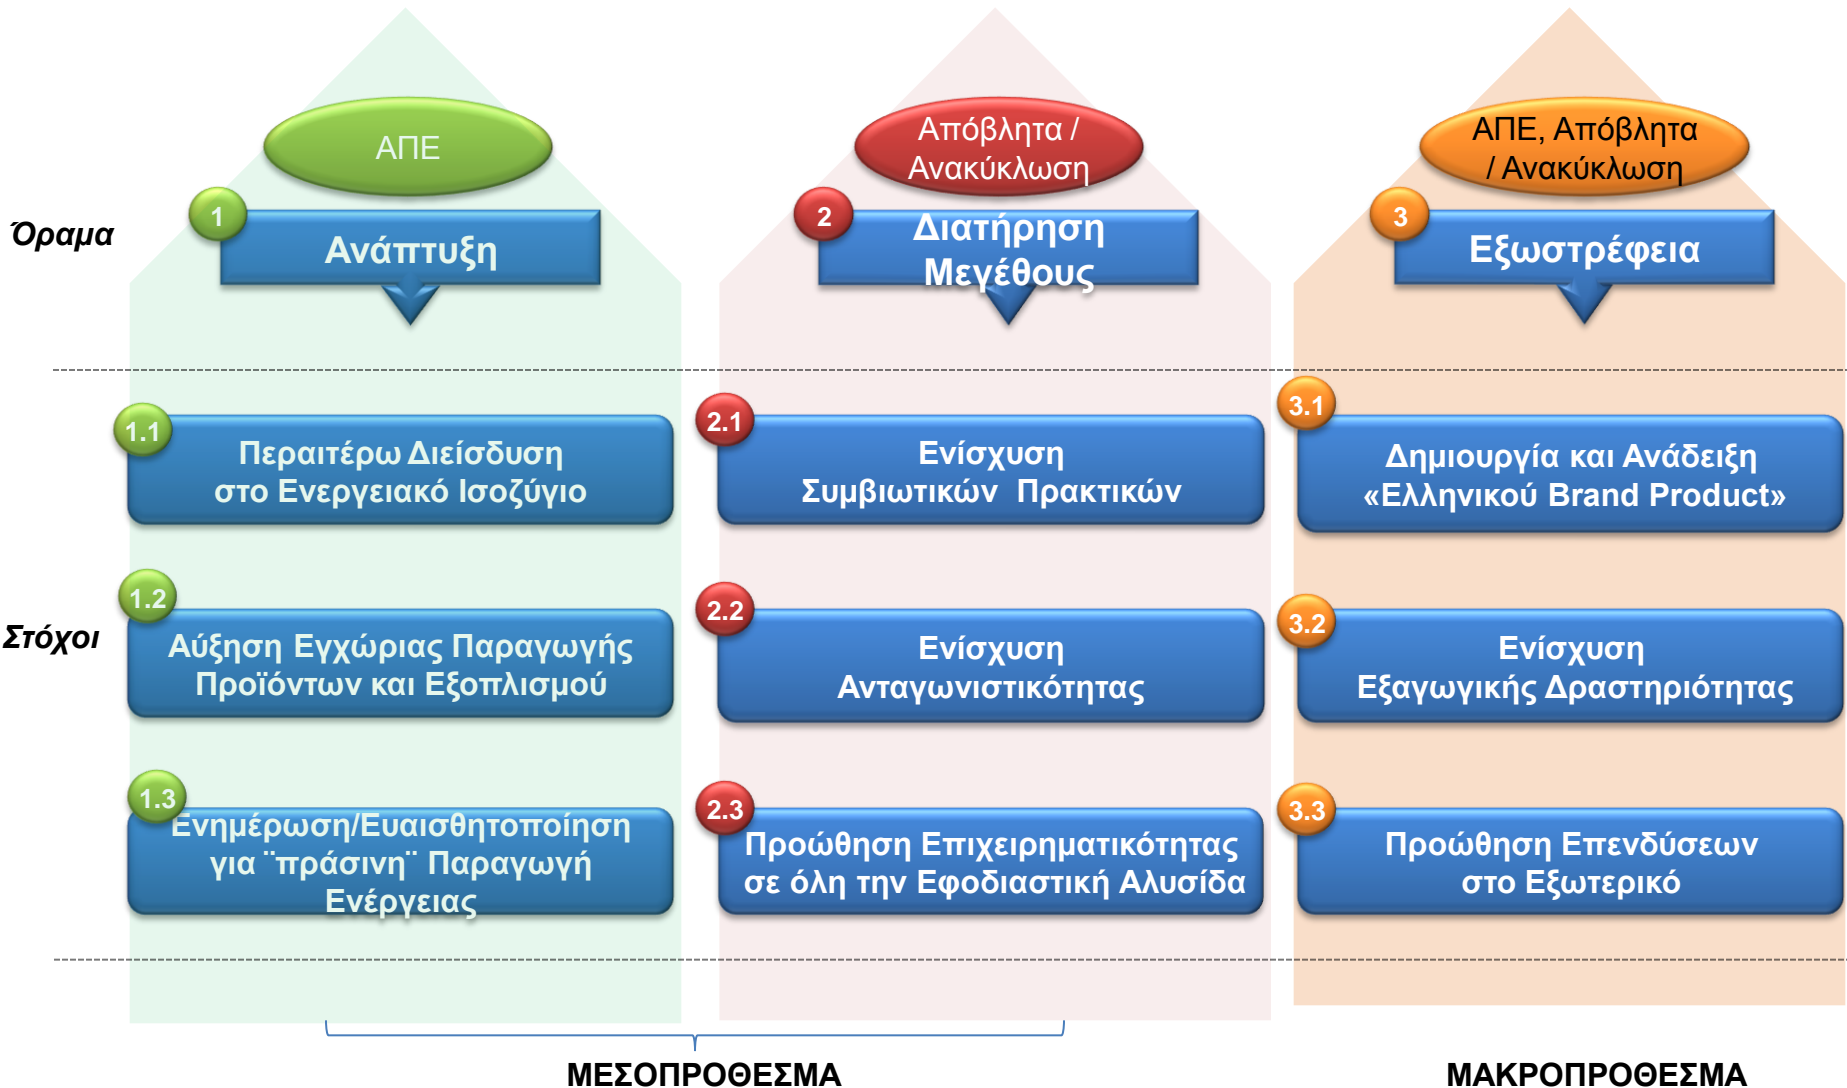 ΑΠΕ
Απόβλητα /
Ανακύκλωση
ΑΠΕ, Απόβλητα
/ Ανακύκλωση
Όραμα
1
Ανάπτυξη
2
Διατήρηση
Μεγέθους
3
Εξωστρέφεια
Στόχοι
1.1
Περαιτέρω Διείσδυση
στο Ενεργειακό Ισοζύγιο
2.1
Ενίσχυση
Συμβιωτικών Πρακτικών
3.1
Δημιουργία και Ανάδειξη
«Ελληνικού Brand Product»
1.2
Αύξηση Εγχώριας Παραγωγής
Προϊόντων και Εξοπλισμού
2.2
Ενίσχυση
Ανταγωνιστικότητας
3.2
Ενίσχυση
Εξαγωγικής Δραστηριότητας
1.3
Ενημέρωση/Ευαισθητοποίηση
για ¨πράσινη¨ Παραγωγή
Ενέργειας
2.3
Προώθηση Επιχειρηματικότητας
σε όλη την Εφοδιαστική Αλυσίδα
3.3
Προώθηση Επενδύσεων
στο Εξωτερικό
ΜΕΣΟΠΡΟΘΕΣΜΑ
ΜΑΚΡΟΠΡΟΘΕΣΜΑ